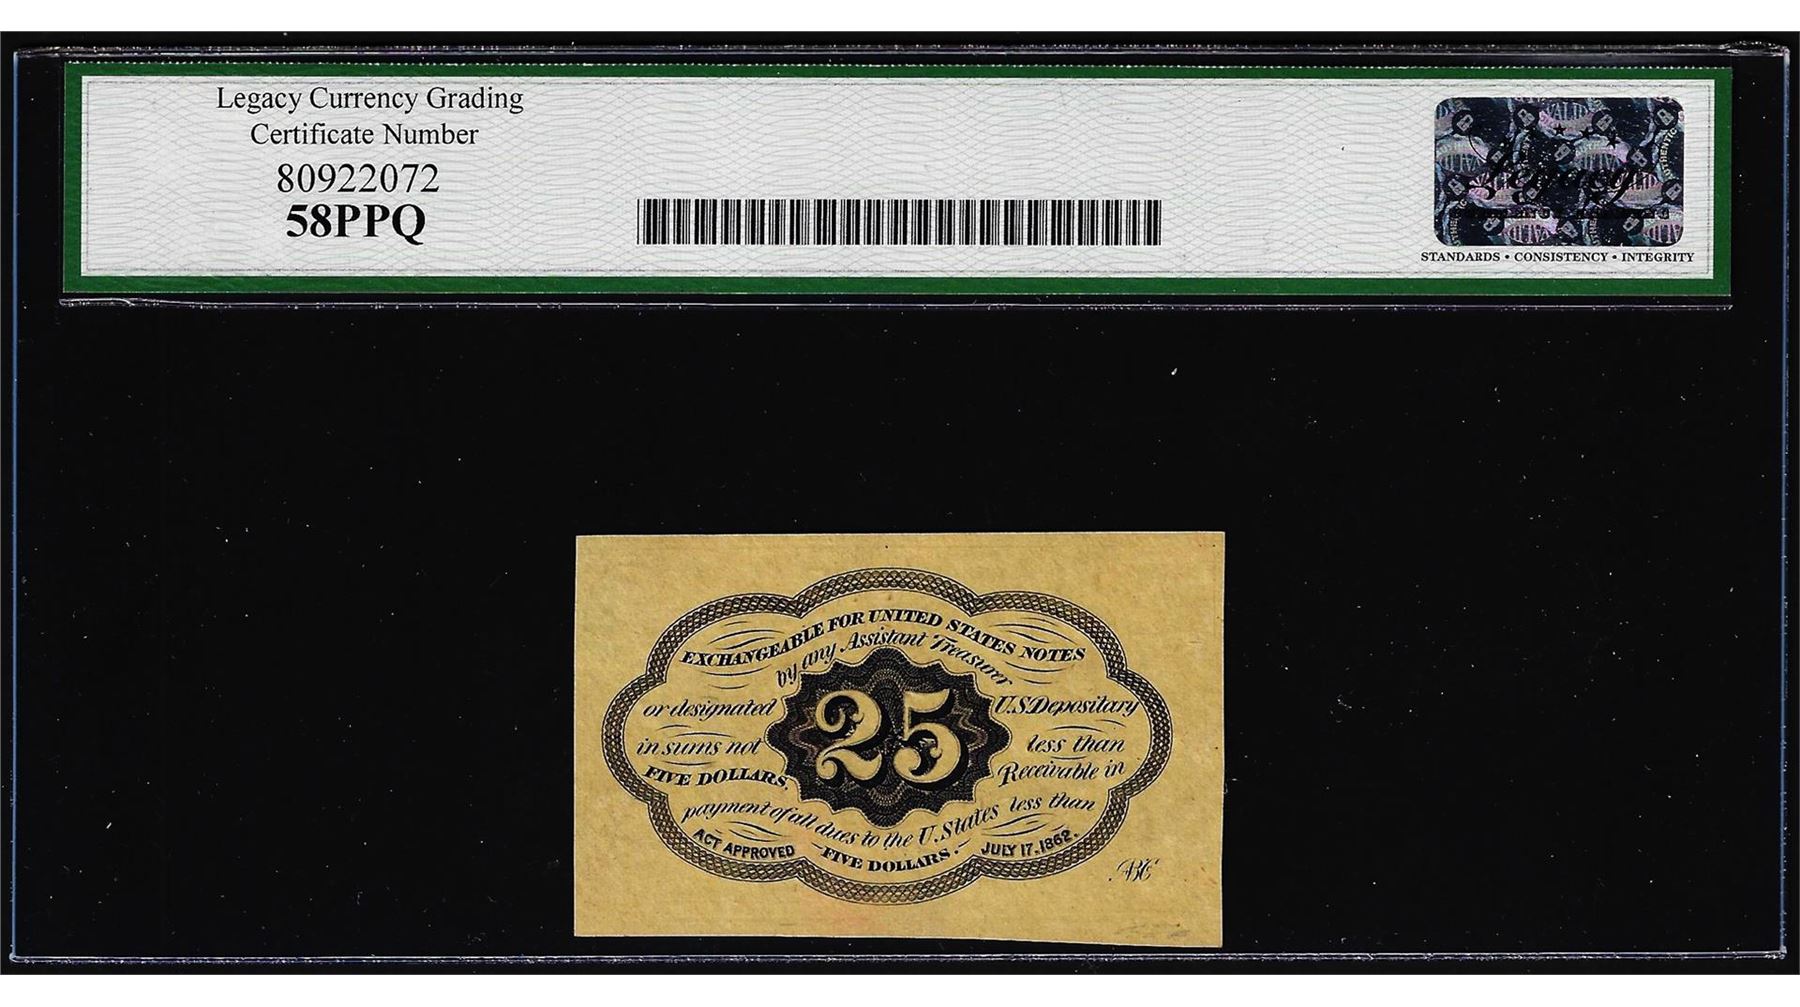 Legacy Currency Grading
Certificate Number
80922072
58PPQ
STANDARDS • CONSISTENCY • INTEGRITY
EXCHANGEABLE FOR UNITED STATES NOTES
by any Assistant Treasurer
or designated U.S. Depositary
in sums not less than
FIVE DOLLARS, Receivable in
payment of all dues to the U. States less than
FIVE DOLLARS.
ACT APPROVED JULY 17, 1862.
25
ABC